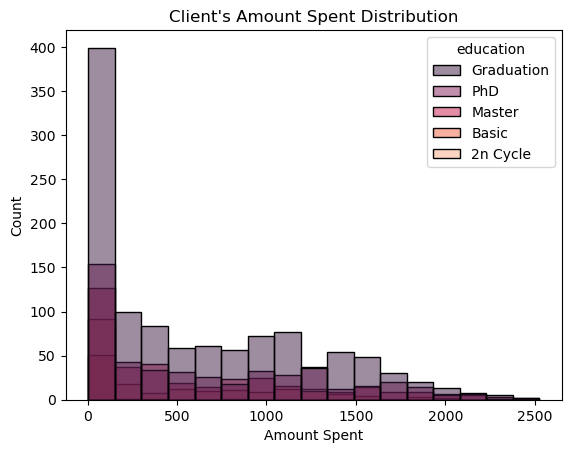 Client's Amount Spent Distribution
education
Graduation
PhD
Master
Basic
2n Cycle
Count
400
350
300
250
200
150
100
50
0
0 500 1000 1500 2000 2500
Amount Spent